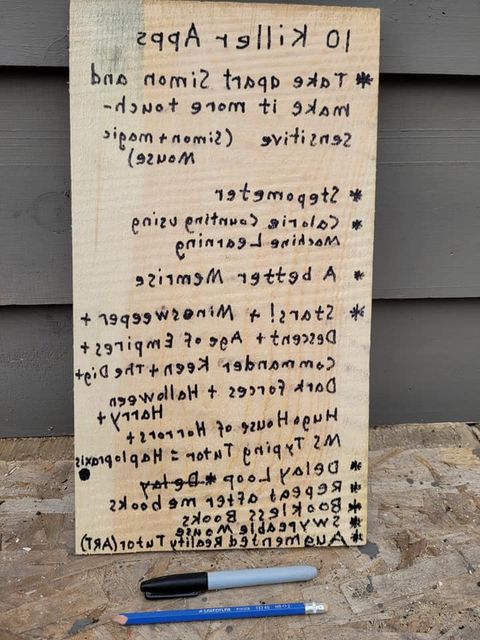 10 Killer Apps
* Take apart Simon and
make it more touch-
sensitive (Simon + magic
Mouse)
* Stepometer
* Calorie Counting using
Machine Learning
* A better Memrise
* Stars! + Minesweeper +
Descent + Age of Empires +
Commander Keen + The Dig +
Dark Forces + Halloween
Harry +
Hugo House of Horrors +
MS Typing Tutor = Haplopraxis
* Delay Loop * Delay
* Repeat after me books
* Bookless Books
* Swypeable Mouse
* Augmented Reality Tutor (ART)
STAEDTLER